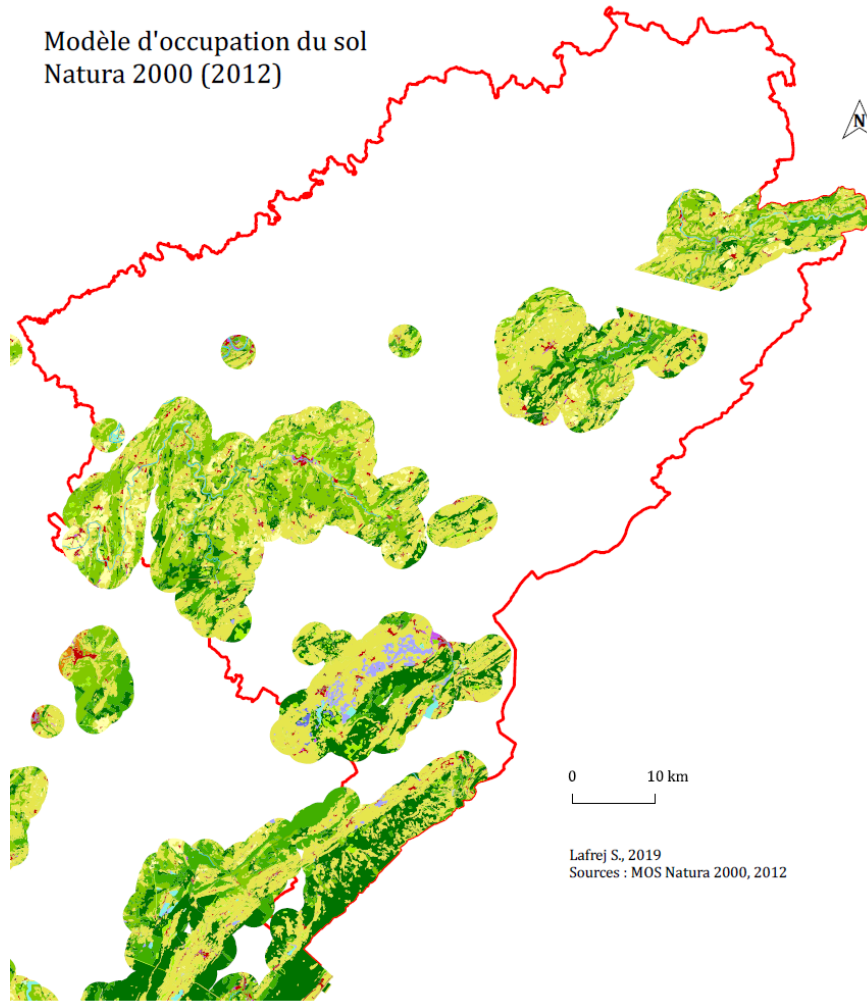 Modèle d'occupation du sol
Natura 2000 (2012)
N
0 10 km
Lafrej S., 2019
Sources : MOS Natura 2000, 2012